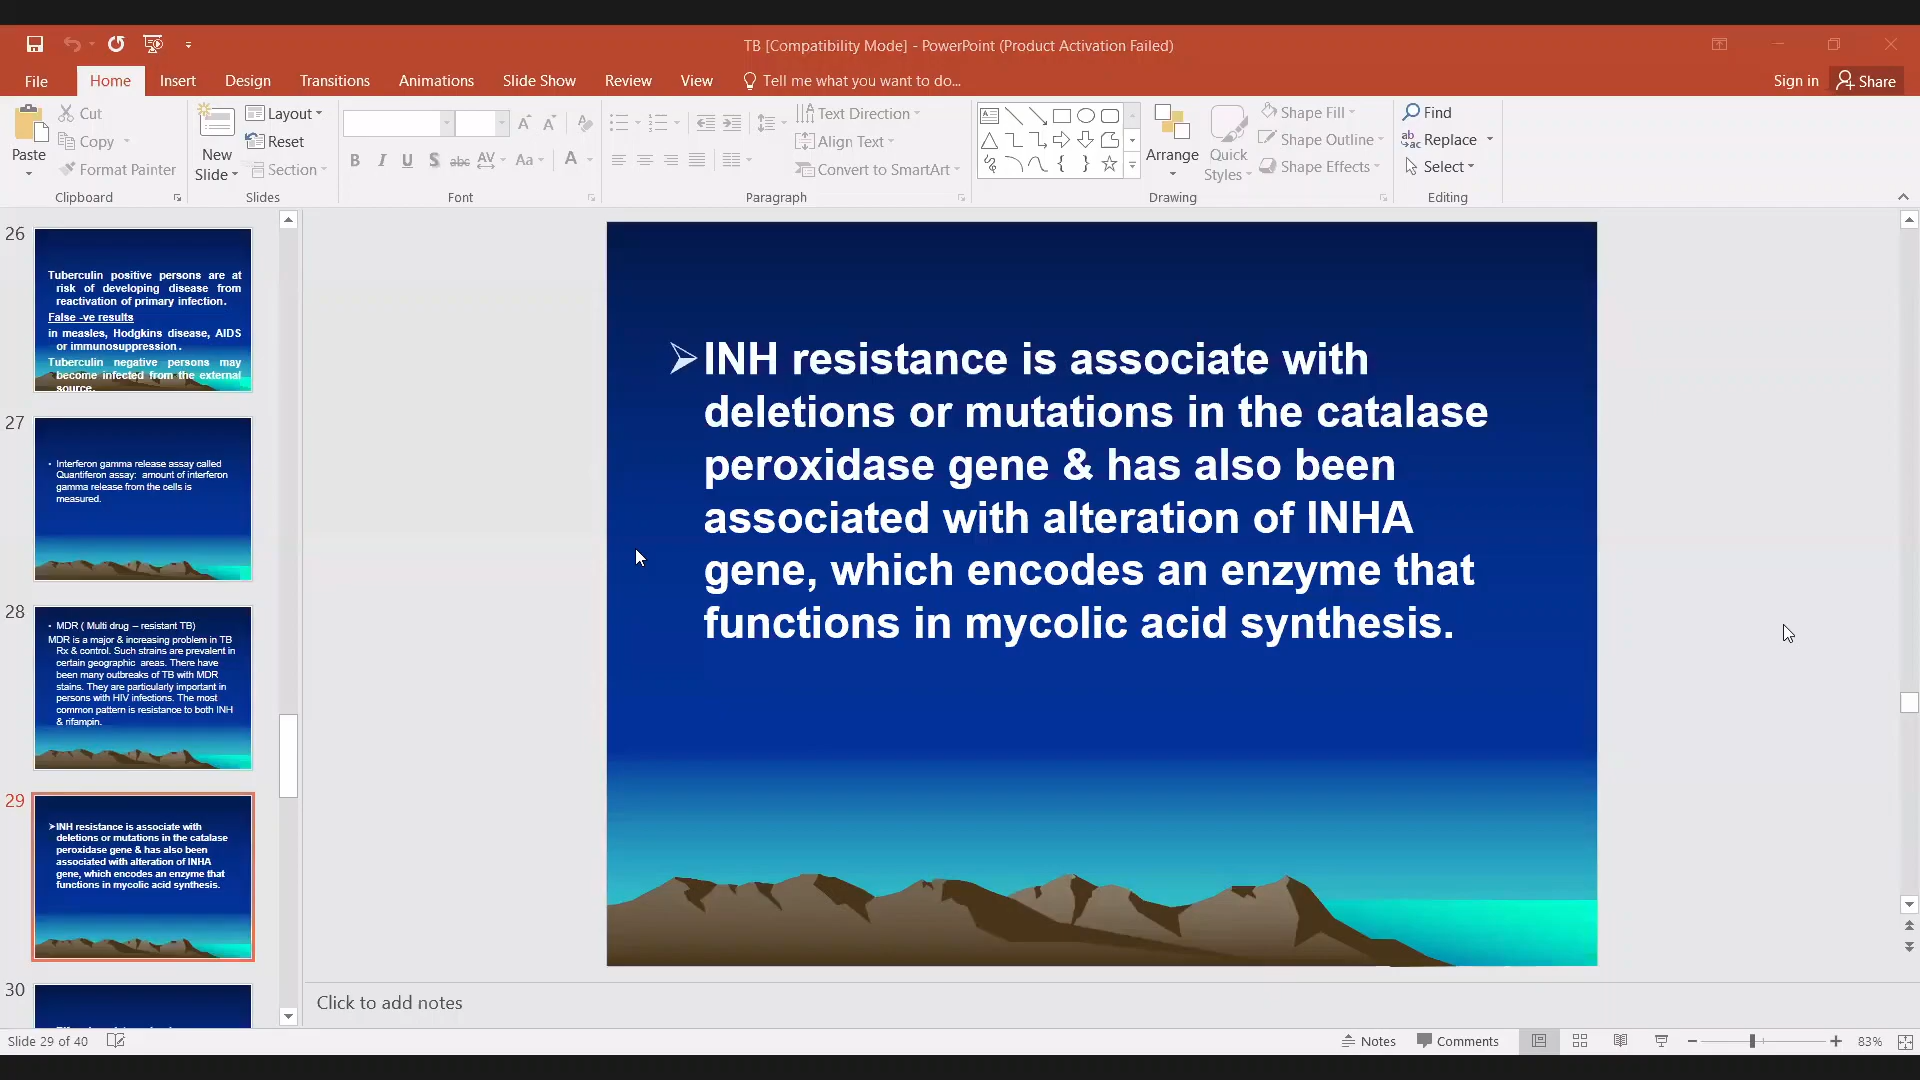 TB [Compatibility Mode] - PowerPoint (Product Activation Failed)
File Home Insert Design Transitions Animations Slide Show Review View Tell me what you want to do... Sign in Share
Paste
Cut
Copy
Format Painter
Clipboard
New
Slide
Layout
Reset
Section
Slides
B I U S abc AV Aa A
Font
Text Direction
Align Text
Convert to SmartArt
Paragraph
Arrange
Quick
Styles
Shape Fill
Shape Outline
Shape Effects
Drawing
Find
Replace
Select
Editing
26
Tuberculin positive persons are at
risk of developing disease from
reactivation of primary infection.
False -ve results
in measles, Hodgkins disease, AIDS
or immunosuppression.
Tuberculin negative persons may
become infected from the external
source.
27
• Interferon gamma release assay called
Quantiferon assay: amount of interferon
gamma release from the cells is
measured.
28
• MDR ( Multi drug – resistant TB)
MDR is a major & increasing problem in TB
Rx & control. Such strains are prevalent in
certain geographic areas. There have
been many outbreaks of TB with MDR
stains. They are particularly important in
persons with HIV infections. The most
common pattern is resistance to both INH
& rifampin.
29
➢INH resistance is associate with
deletions or mutations in the catalase
peroxidase gene & has also been
associated with alteration of INHA
gene, which encodes an enzyme that
functions in mycolic acid synthesis.
30
➢INH resistance is associate with
deletions or mutations in the catalase
peroxidase gene & has also been
associated with alteration of INHA
gene, which encodes an enzyme that
functions in mycolic acid synthesis.
Click to add notes
Slide 29 of 40
Notes
Comments
83%